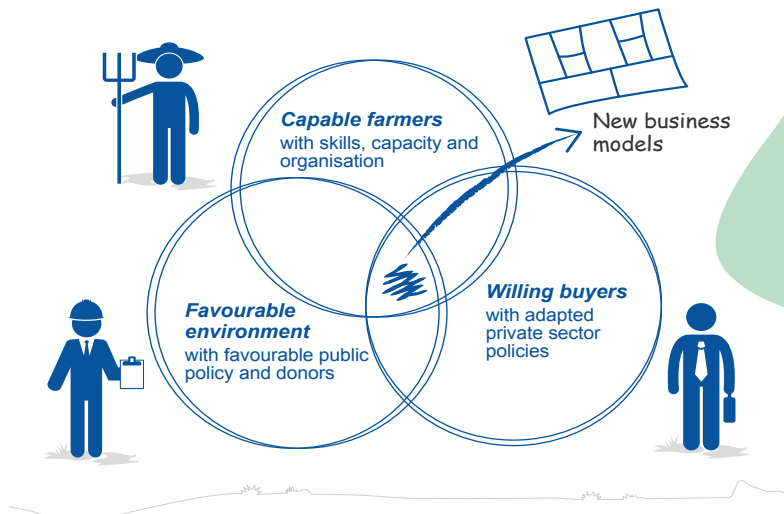 Capable farmers
with skills, capacity and
organisation
New business
models
Favourable
environment
with favourable public
policy and donors
Willing buyers
with adapted
private sector
policies